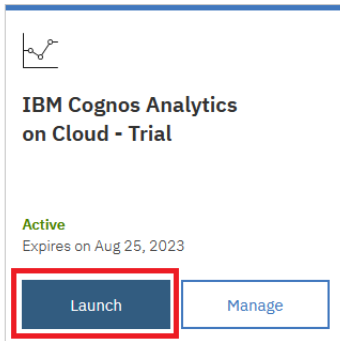 IBM Cognos Analytics
on Cloud - Trial
Active
Expires on Aug 25, 2023
Launch
Manage